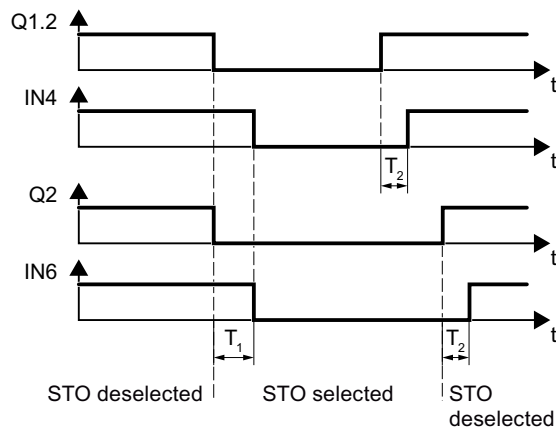 Q1.2
t
IN4
t
T2
Q2
t
IN6
t
T1
T2
STO deselected
STO selected
STO
deselected